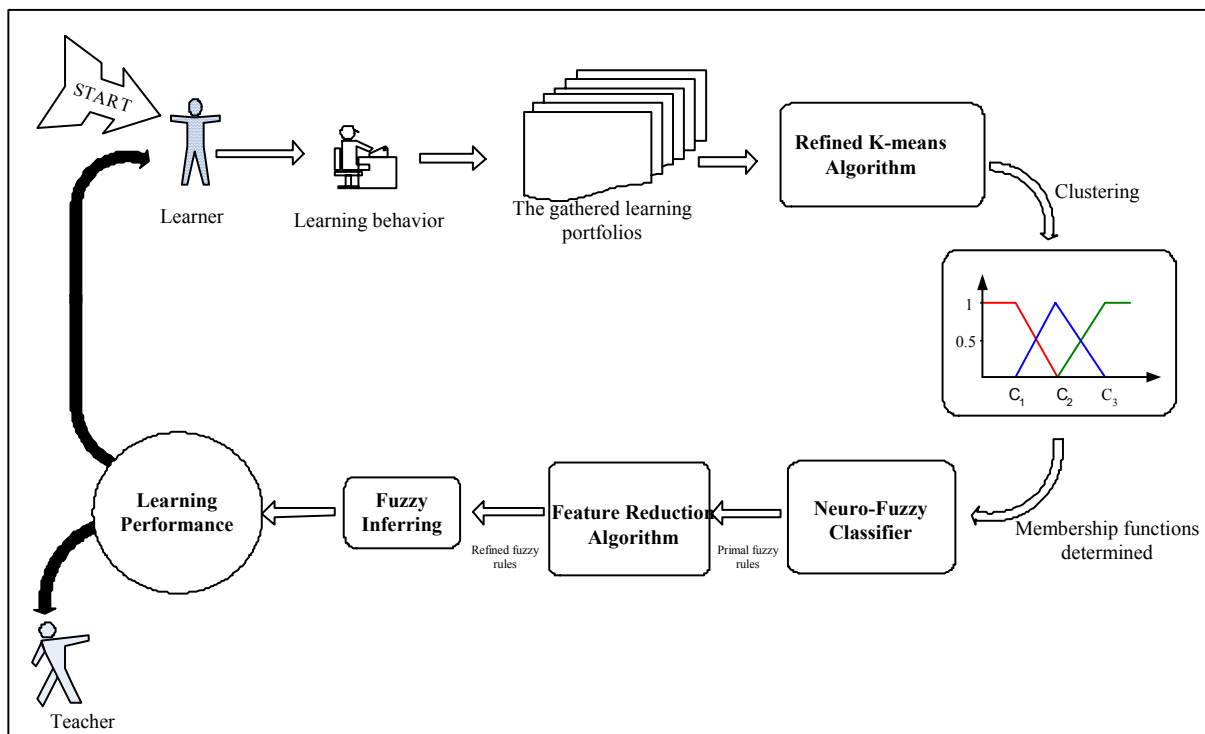 START
Learner
Learning behavior
The gathered learning
portfolios
Refined K-means
Algorithm
Clustering
1
0.5
C1
C2
C3
Membership functions
determined
Neuro-Fuzzy
Classifier
Primal fuzzy
rules
Feature Reduction
Algorithm
Refined fuzzy
rules
Fuzzy
Inferring
Learning
Performance
Teacher